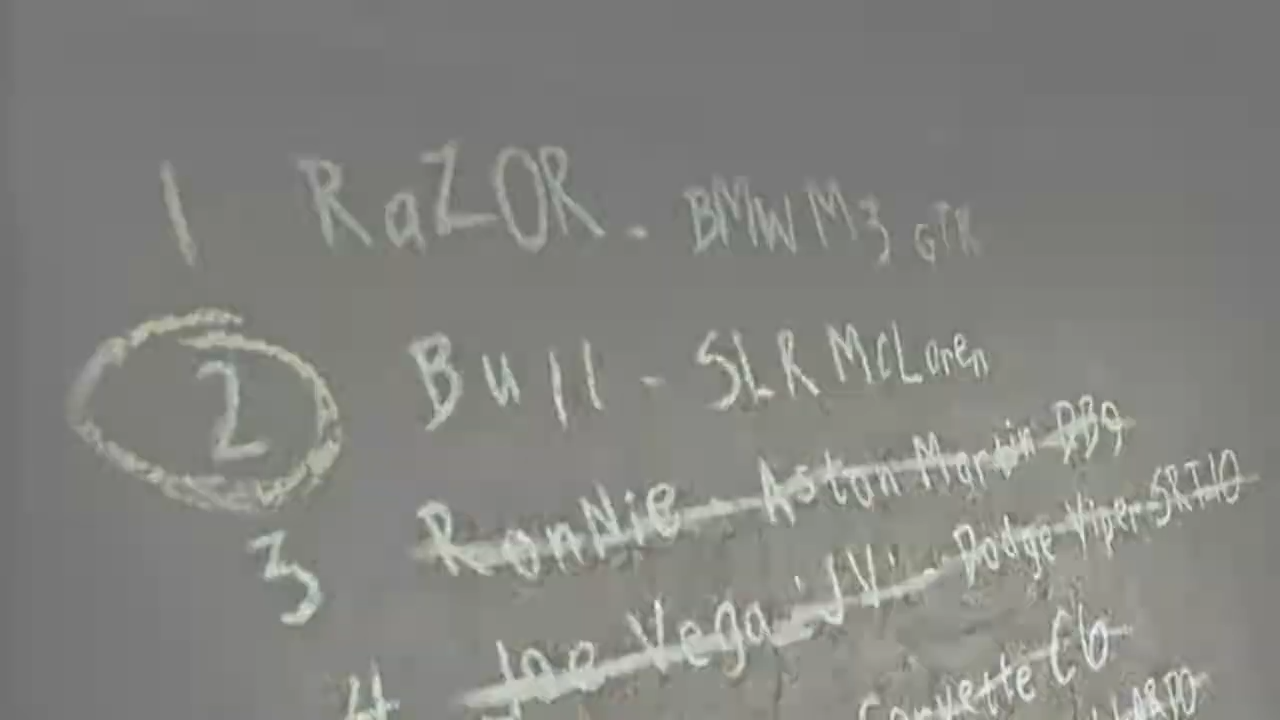 1 RaZOR - BMW M3 GTR
2 Bull - SLR McLaren
3 RonNie - Aston Martin DB9
4 Joe Vega 'JV' - Dodge Viper SRT10
Corvette C6